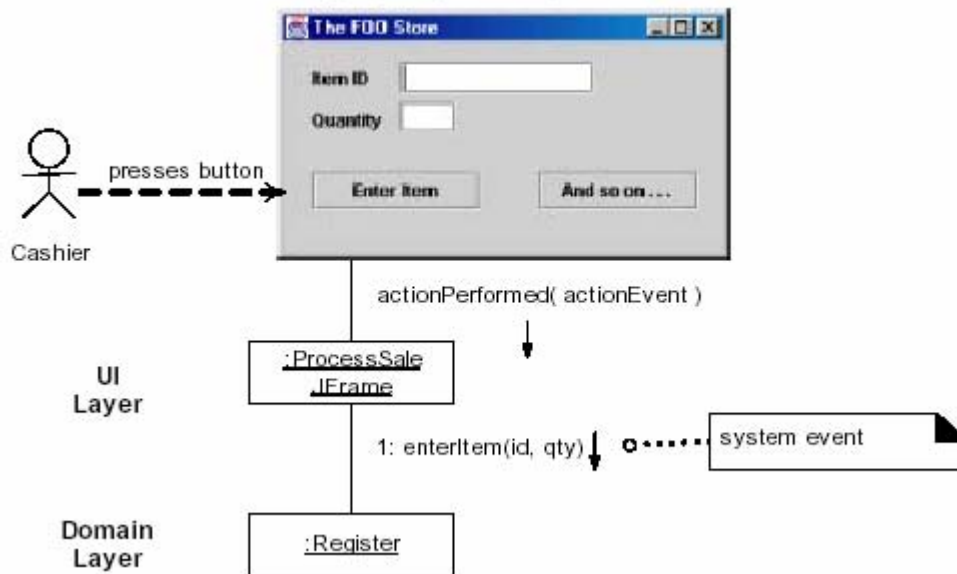 The FOO Store
Item ID
Quantity
presses button
Enter Item
And so on . . .
Cashier
actionPerformed( actionEvent )
:ProcessSale
JFrame
UI
Layer
1: enterItem(id, qty)
system event
:Register
Domain
Layer